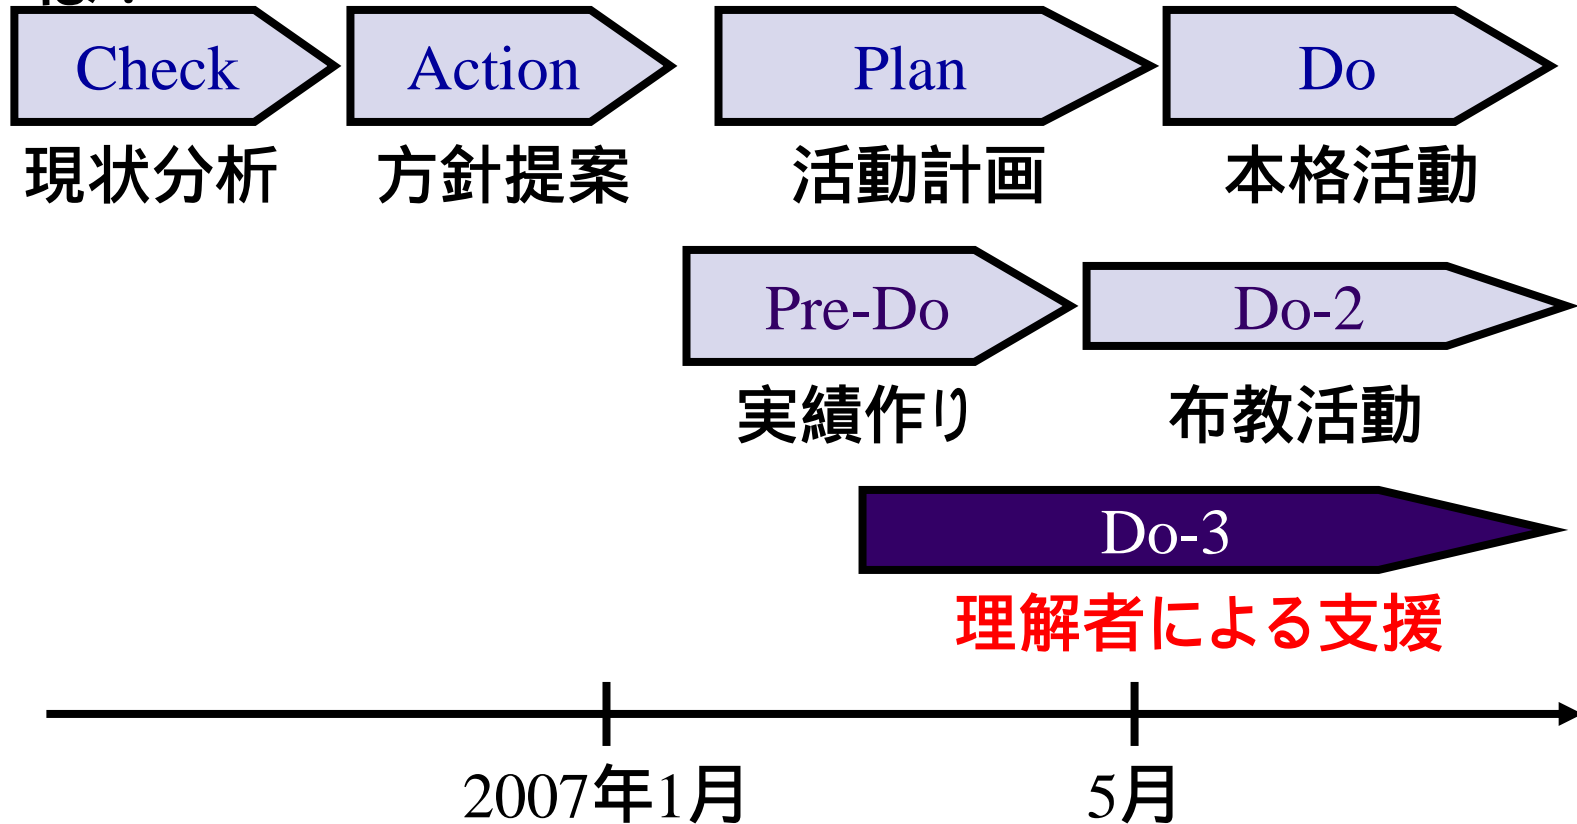 Check Action Plan Do
現状分析 方針提案 活動計画 本格活動
Pre-Do Do-2
実績作り 布教活動
Do-3
理解者による支援
2007年1月 5月